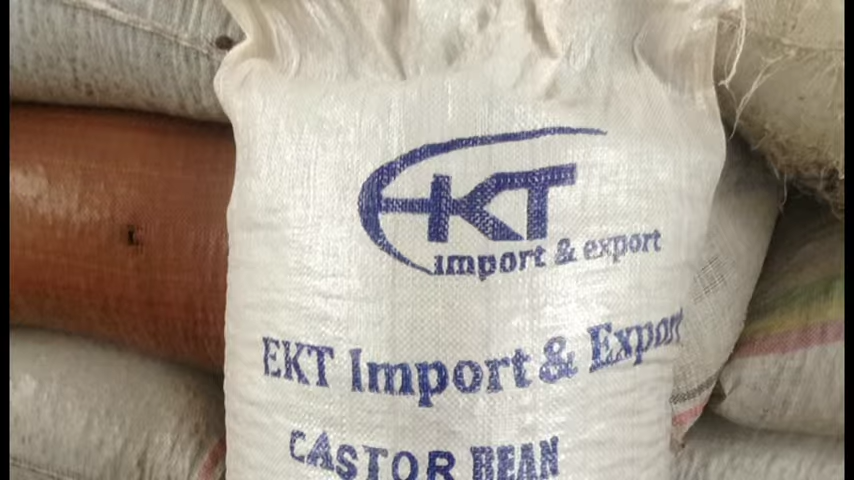 EKT
import & export
EKT Import & Export
CASTOR BEAN